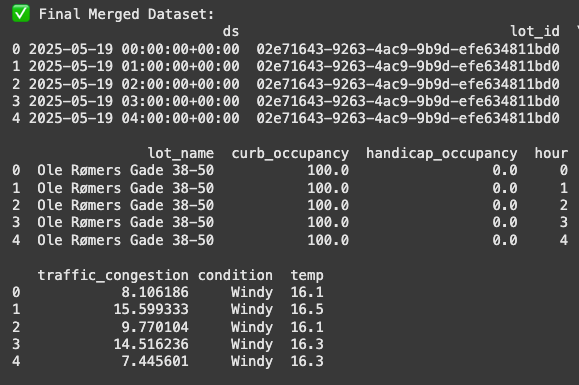 ✅ Final Merged Dataset:
ds lot_id \
0 2025-05-19 00:00:00+00:00 02e71643-9263-4ac9-9b9d-efe634811bd0
1 2025-05-19 01:00:00+00:00 02e71643-9263-4ac9-9b9d-efe634811bd0
2 2025-05-19 02:00:00+00:00 02e71643-9263-4ac9-9b9d-efe634811bd0
3 2025-05-19 03:00:00+00:00 02e71643-9263-4ac9-9b9d-efe634811bd0
4 2025-05-19 04:00:00+00:00 02e71643-9263-4ac9-9b9d-efe634811bd0
lot_name curb_occupancy handicap_occupancy hour
0 Ole Rømers Gade 38-50 100.0 0.0 0
1 Ole Rømers Gade 38-50 100.0 0.0 1
2 Ole Rømers Gade 38-50 100.0 0.0 2
3 Ole Rømers Gade 38-50 100.0 0.0 3
4 Ole Rømers Gade 38-50 100.0 0.0 4
traffic_congestion condition temp
0 8.106186 Windy 16.1
1 15.599333 Windy 16.5
2 9.770104 Windy 16.1
3 14.516236 Windy 16.3
4 7.445601 Windy 16.3